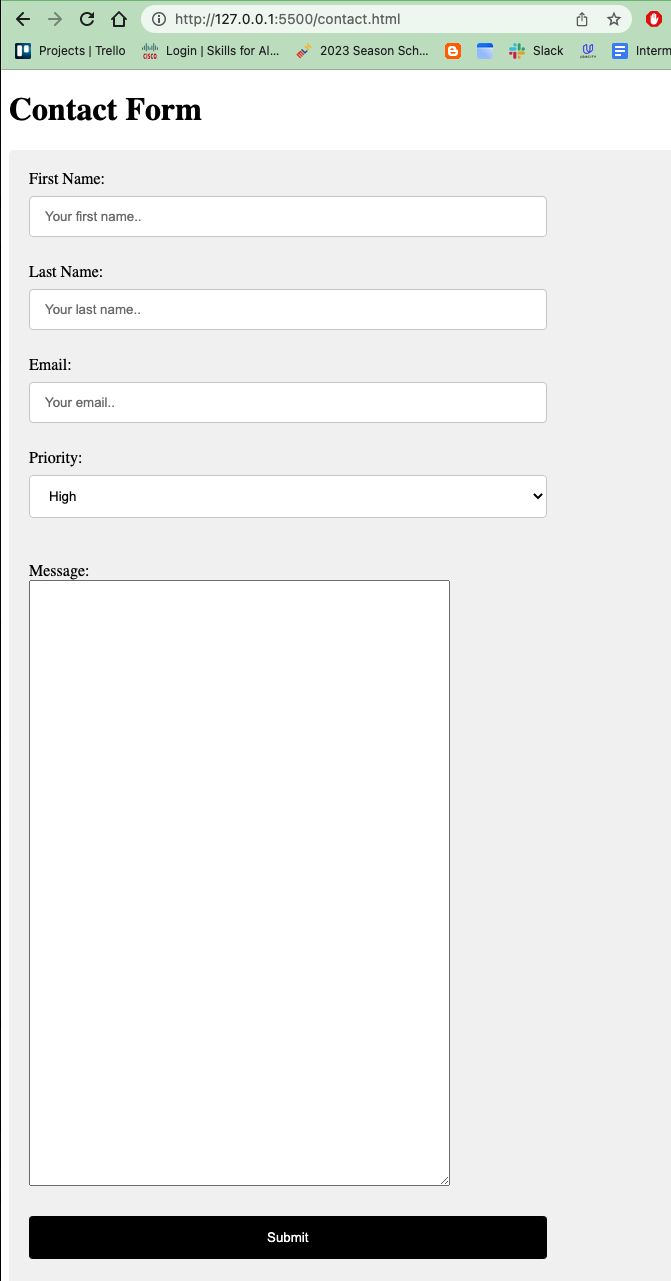 http://127.0.0.1:5500/contact.html
Projects | Trello CISCO Login | Skills for Al... 2023 Season Sch... Slack UDACITY Interm
Contact Form
First Name:
Your first name..
Last Name:
Your last name..
Email:
Your email..
Priority:
High
Message:
Submit